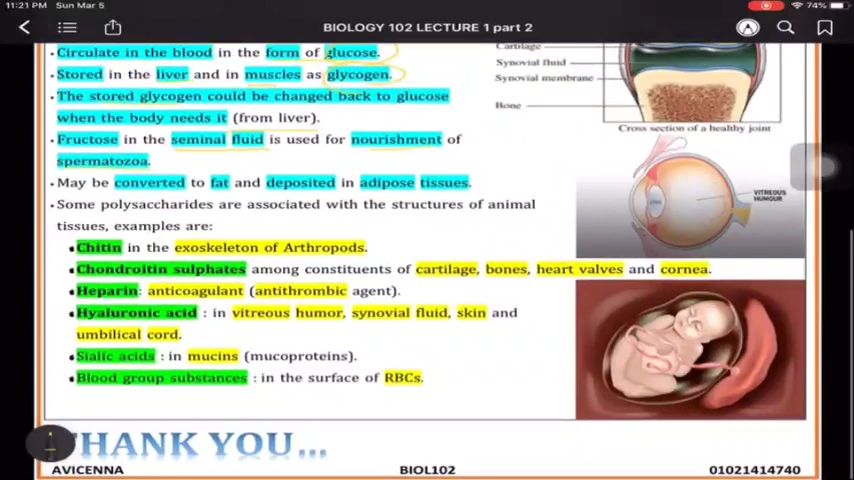 11:21 PM Sun Mar 5
74%
BIOLOGY 102 LECTURE 1 part 2
• Circulate in the blood in the form of glucose.
• Stored in the liver and in muscles as glycogen.
• The stored glycogen could be changed back to glucose
when the body needs it (from liver).
• Fructose in the seminal fluid is used for nourishment of
spermatozoa.
• May be converted to fat and deposited in adipose tissues.
• Some polysaccharides are associated with the structures of animal
tissues, examples are:
• Chitin in the exoskeleton of Arthropods.
• Chondroitin sulphates among constituents of cartilage, bones, heart valves and cornea.
• Heparin: anticoagulant (antithrombic agent).
• Hyaluronic acid : in vitreous humor, synovial fluid, skin and
umbilical cord.
• Sialic acids : in mucins (mucoproteins).
• Blood group substances : in the surface of RBCs.
Cartilage
Synovial fluid
Synovial membrane
Bone
Cross section of a healthy joint
VITREOUS
HUMOUR
THANK YOU...
AVICENNA BIOL102 01021414740